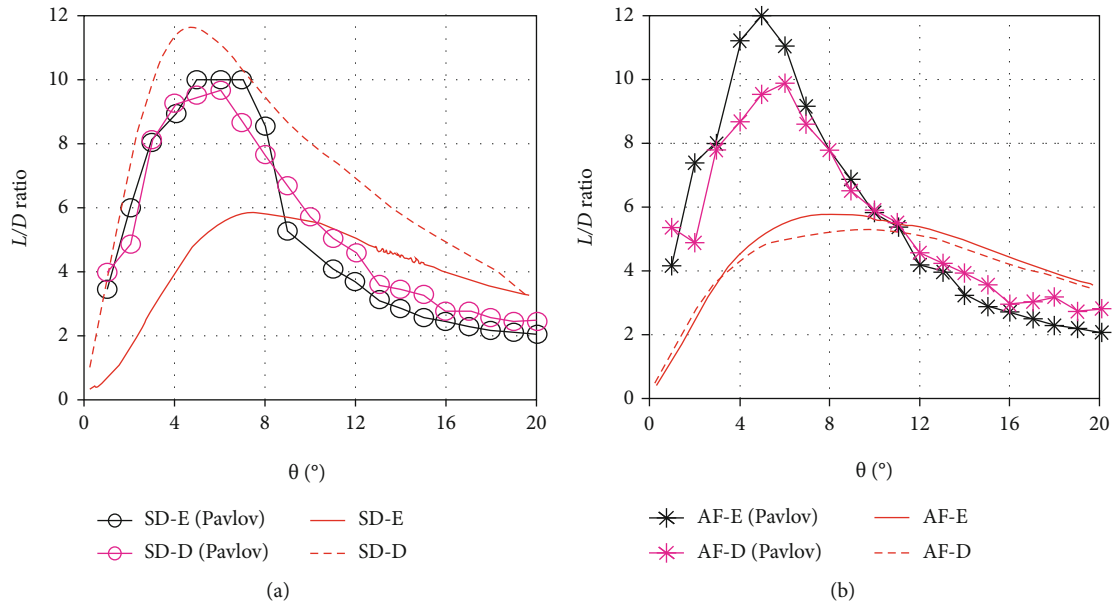 12
10
8
6
4
2
0
L/D ratio
0
4
8
12
16
20
θ (°)
SD-E (Pavlov)
SD-E
SD-D (Pavlov)
SD-D
(a)
12
10
8
6
4
2
0
L/D ratio
0
4
8
12
16
20
θ (°)
AF-E (Pavlov)
AF-E
AF-D (Pavlov)
AF-D
(b)